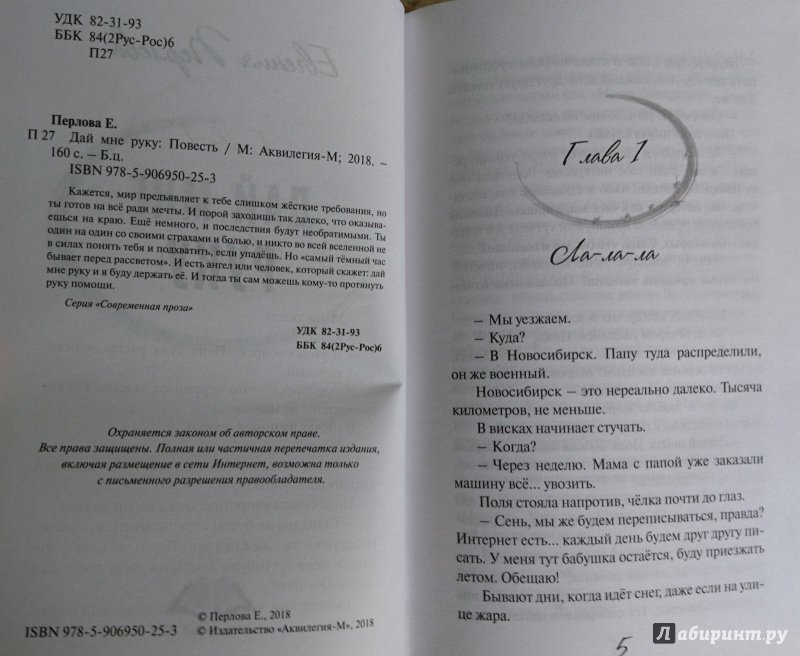 УДК 82-31-93
ББК 84(2Рус-Рос)6
П27
Перлова Е.
П 27 Дай мне руку: Повесть / М: Аквилегия-М; 2018. –
160 с. – Б.ц.
ISBN 978-5-906950-25-3
Кажется, мир предъявляет к тебе слишком жёсткие требования, но
ты готов на всё ради мечты. И порой заходишь так далеко, что оказыва-
ешься на краю. Ещё немного, и последствия будут необратимыми. Ты
один на один со своими страхами и болью, и никто во всей вселенной не
в силах понять тебя и подхватить, если упадёшь. Но «самый тёмный час
бывает перед рассветом». И есть ангел или человек, который скажет: дай
мне руку и я буду держать её. И тогда ты сам можешь кому-то протянуть
руку помощи.
Серия «Современная проза»
УДК 82-31-93
ББК 84(2Рус-Рос)6
Охраняется законом об авторском праве.
Все права защищены. Полная или частичная перепечатка издания,
включая размещение в сети Интернет, возможна только
с письменного разрешения правообладателя.
© Перлова Е., 2018
ISBN 978-5-906950-25-3 © Издательство «Аквилегия-М», 2018
Глава 1
Ла-ла-ла
– Мы уезжаем.
– Куда?
– В Новосибирск. Папу туда распределили,
он же военный.
Новосибирск – это нереально далеко. Тысяча
километров, не меньше.
В висках начинает стучать.
– Когда?
– Через неделю. Мама с папой уже заказали
машину всё... увозить.
Поля стояла напротив, чёлка почти до глаз.
– Сень, мы же будем переписываться, правда?
Интернет есть... каждый день будем друг другу пи-
сать. У меня тут бабушка остаётся, буду приезжать
летом. Обещаю!
Бывают дни, когда идёт снег, даже если на ули-
це жара.
5
Лабиринт.ру